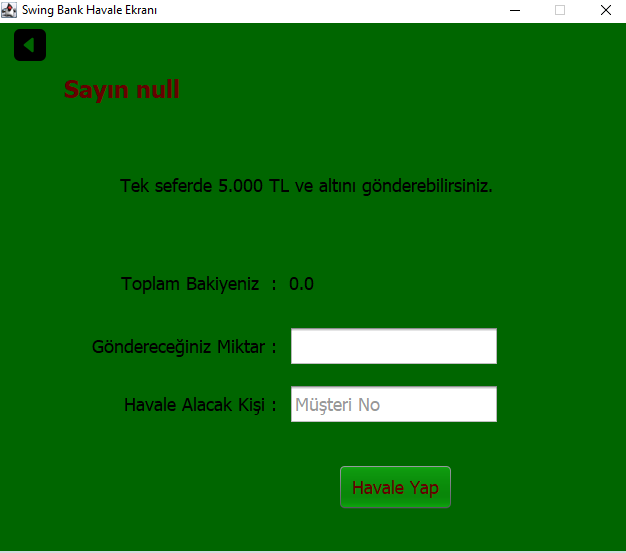 Swing Bank Havale Ekranı
Sayın null
Tek seferde 5.000 TL ve altını gönderebilirsiniz.
Toplam Bakiyeniz : 0.0
Göndereceğiniz Miktar :
Havale Alacak Kişi : Müşteri No
Havale Yap